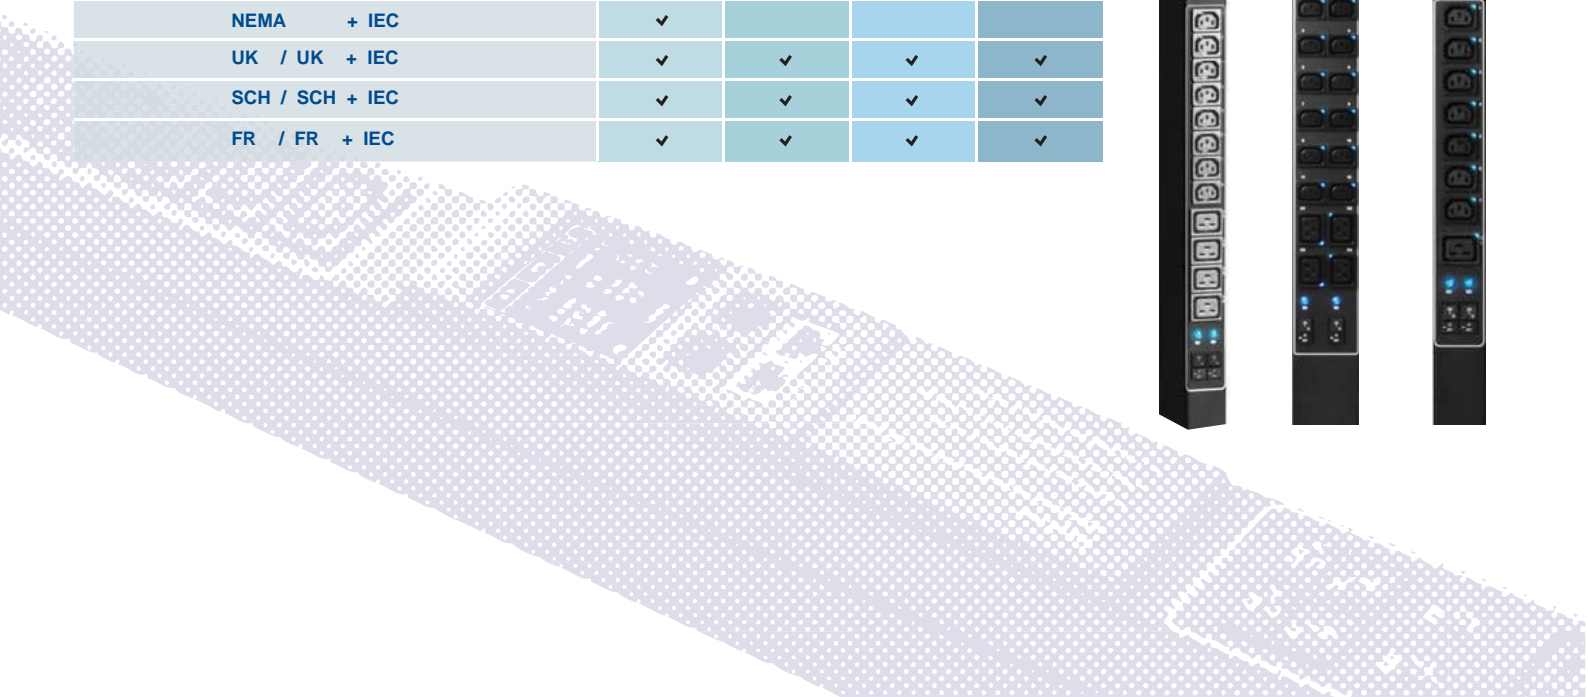 NEMA + IEC ✓
UK / UK + IEC ✓ ✓ ✓ ✓
SCH / SCH + IEC ✓ ✓ ✓ ✓
FR / FR + IEC ✓ ✓ ✓ ✓